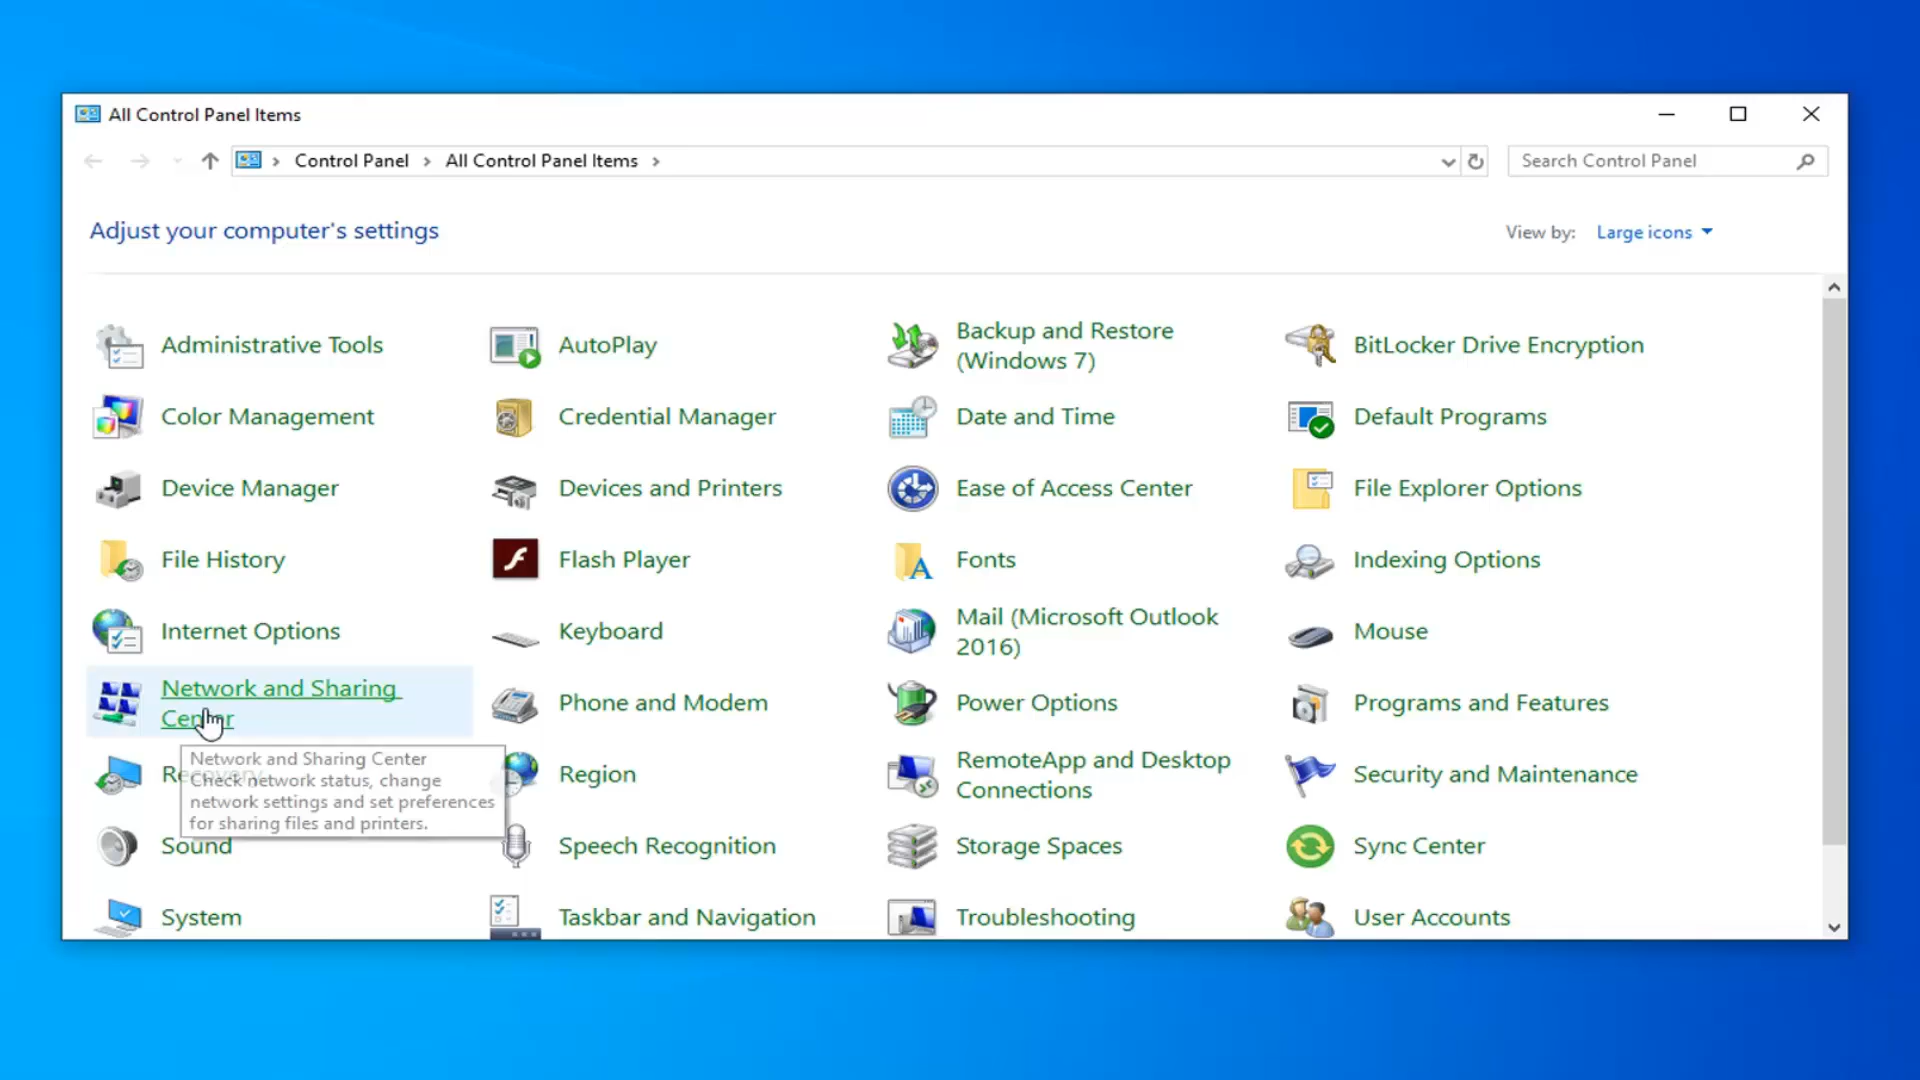 All Control Panel Items
Control Panel > All Control Panel Items >
Search Control Panel
Adjust your computer's settings
View by: Large icons
Administrative Tools
AutoPlay
Backup and Restore
(Windows 7)
BitLocker Drive Encryption
Color Management
Credential Manager
Date and Time
Default Programs
Device Manager
Devices and Printers
Ease of Access Center
File Explorer Options
File History
Flash Player
Fonts
Indexing Options
Internet Options
Keyboard
Mail (Microsoft Outlook
2016)
Mouse
Network and Sharing
Center
Phone and Modem
Power Options
Programs and Features
Network and Sharing Center
Check network status, change
network settings and set preferences
for sharing files and printers.
Recovery
Region
RemoteApp and Desktop
Connections
Security and Maintenance
Sound
Speech Recognition
Storage Spaces
Sync Center
System
Taskbar and Navigation
Troubleshooting
User Accounts